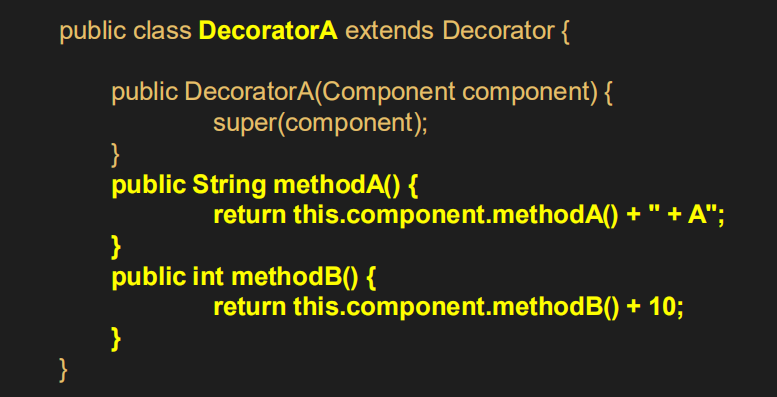 public class DecoratorA extends Decorator {
public DecoratorA(Component component) {
super(component);
}
public String methodA() {
return this.component.methodA() + " + A";
}
public int methodB() {
return this.component.methodB() + 10;
}
}